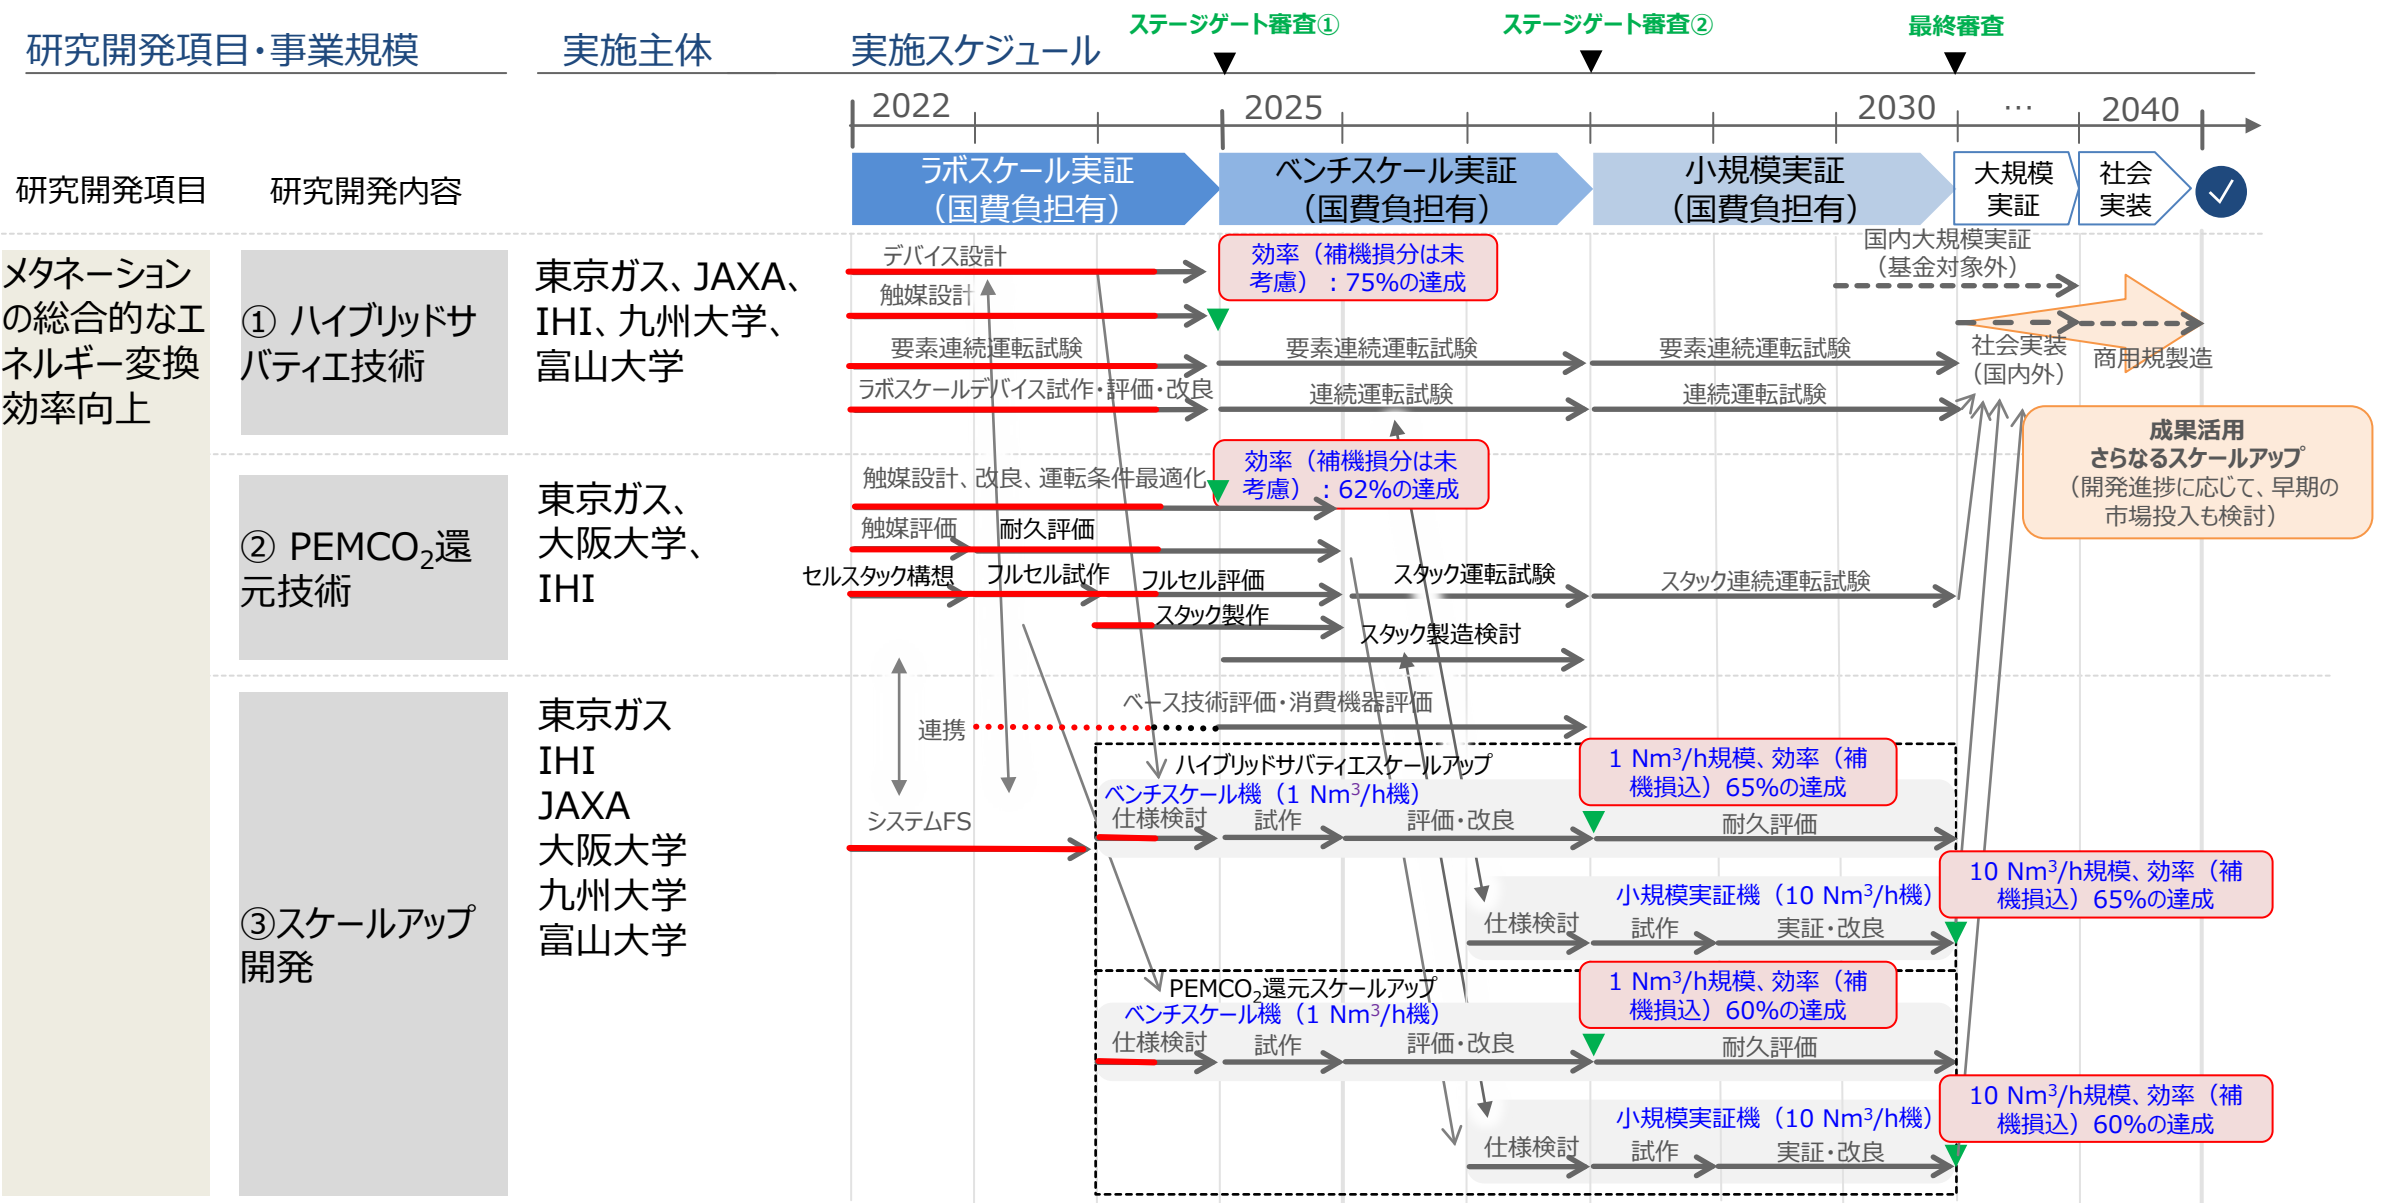 ステージゲート審査①
ステージゲート審査②
最終審査
研究開発項目・事業規模
実施主体
実施スケジュール
2022
2025
2030
…
2040
研究開発項目
研究開発内容
ラボスケール実証
（国費負担有）
ベンチスケール実証
（国費負担有）
小規模実証
（国費負担有）
大規模
実証
社会
実装
メタネーション
の総合的なエ
ネルギー変換
効率向上
① ハイブリッドサ
バティエ技術
東京ガス、JAXA、
IHI、九州大学、
富山大学
デバイス設計
触媒設計
要素連続運転試験
ラボスケールデバイス試作・評価・改良
効率（補機損分は未
考慮）：75%の達成
要素連続運転試験
連続運転試験
要素連続運転試験
連続運転試験
国内大規模実証
（基金対象外）
社会実装
（国内外）
商用規製造
成果活用
さらなるスケールアップ
（開発進捗に応じて、早期の
市場投入も検討）
② PEMCO2還
元技術
東京ガス、
大阪大学、
IHI
触媒設計、改良、運転条件最適化
効率（補機損分は未
考慮）：62%の達成
触媒評価
耐久評価
セルスタック構想
フルセル試作
フルセル評価
スタック製作
スタック運転試験
スタック連続運転試験
スタック製造検討
③スケールアップ
開発
東京ガス
IHI
JAXA
大阪大学
九州大学
富山大学
連携
ベース技術評価・消費機器評価
システムFS
ハイブリッドサバティエスケールアップ
ベンチスケール機（1 Nm3/h機）
仕様検討
試作
評価・改良
耐久評価
1 Nm3/h規模、効率（補
機損込）65%の達成
小規模実証機（10 Nm3/h機）
仕様検討
試作
実証・改良
10 Nm3/h規模、効率（補
機損込）65%の達成
PEMCO2還元スケールアップ
ベンチスケール機（1 Nm3/h機）
仕様検討
試作
評価・改良
耐久評価
1 Nm3/h規模、効率（補
機損込）60%の達成
小規模実証機（10 Nm3/h機）
仕様検討
試作
実証・改良
10 Nm3/h規模、効率（補
機損込）60%の達成